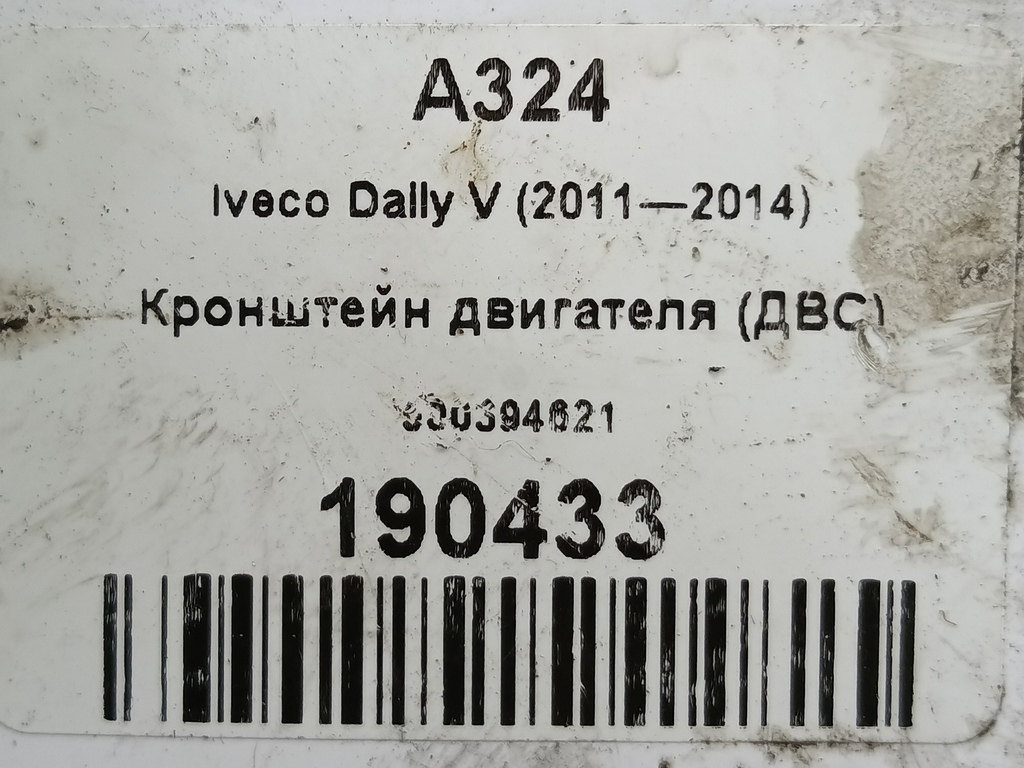 A324
Iveco Daily V (2011—2014)
Кронштейн двигателя (ДВС)
190433